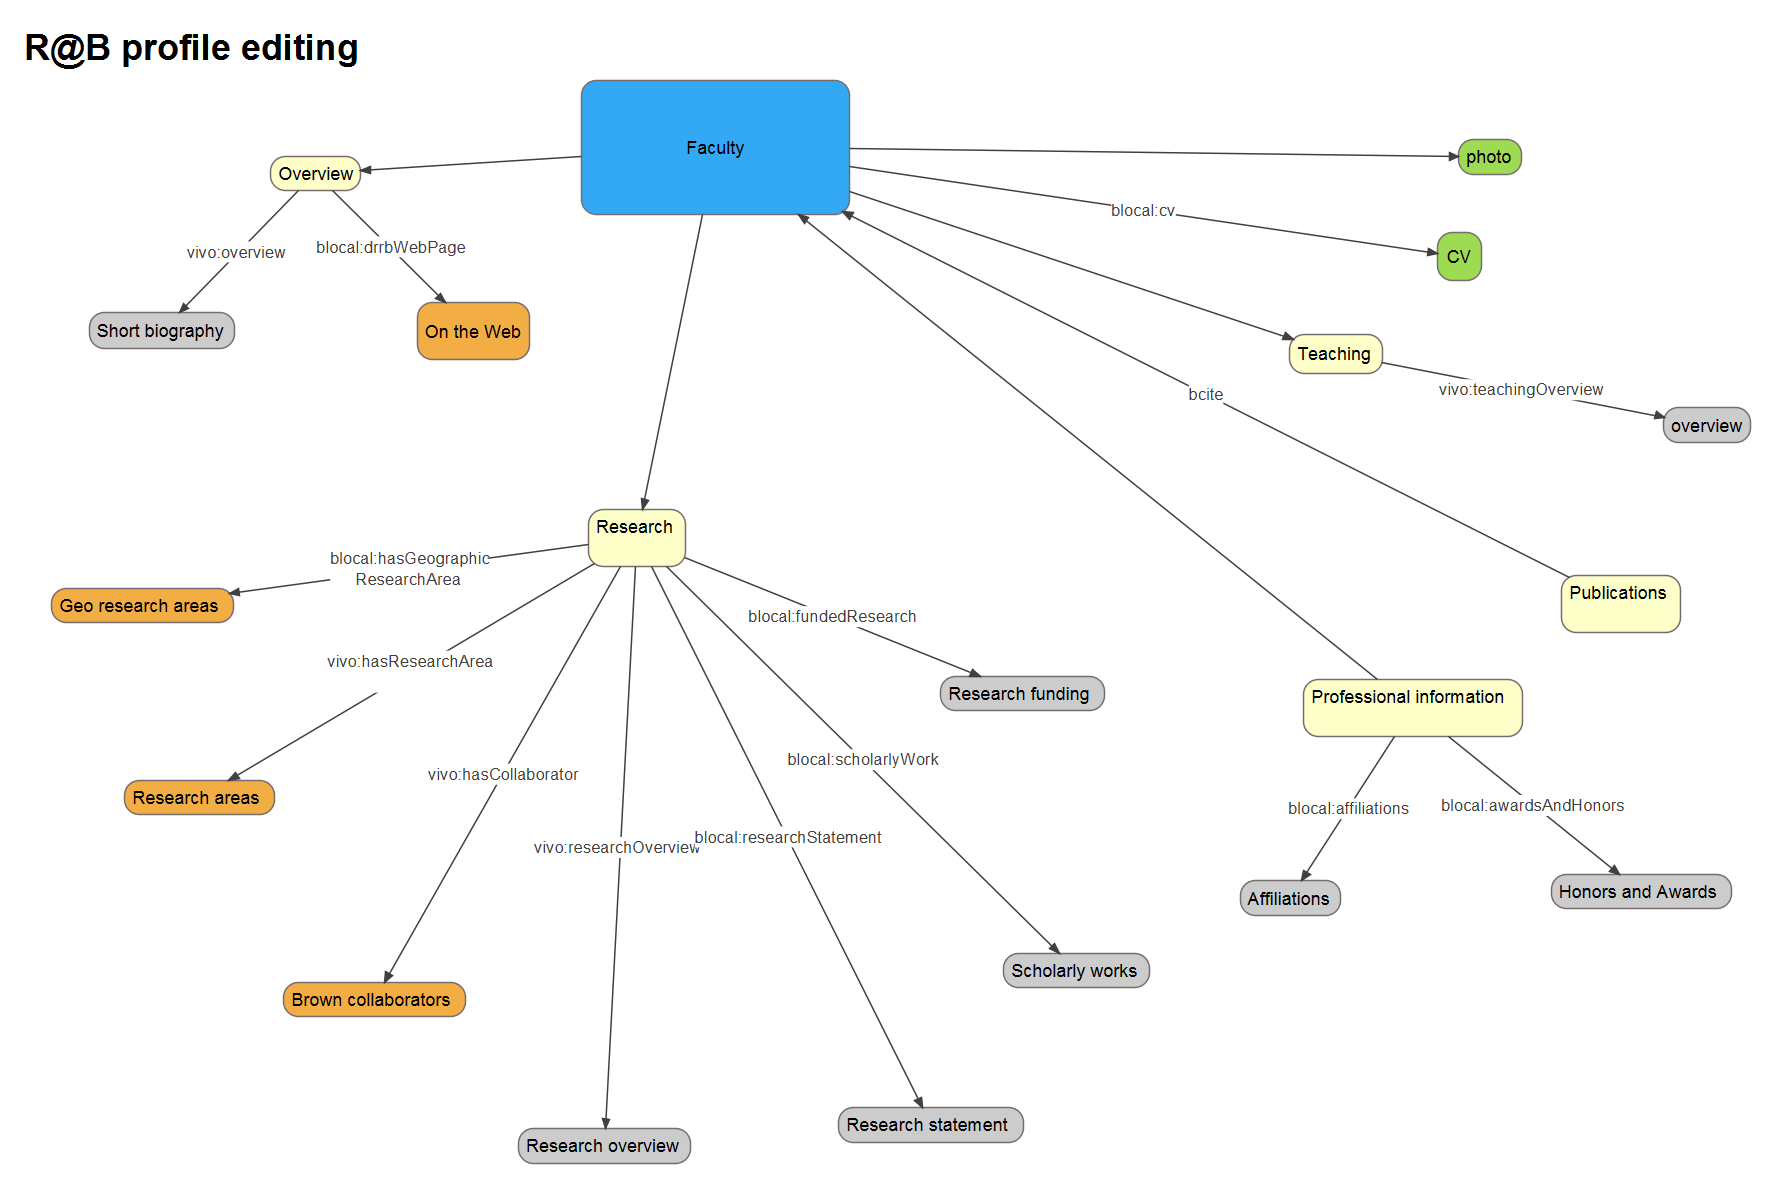 R@B profile editing
Faculty
photo
Overview
blocal:cv
vivo:overview
blocal:drrbWebPage
CV
Short biography
On the Web
Teaching
bcite
vivo:teachingOverview
overview
Research
blocal:hasGeographic
ResearchArea
Geo research areas
Publications
blocal:fundedResearch
vivo:hasResearchArea
Research funding
Professional information
blocal:scholarlyWork
vivo:hasCollaborator
Research areas
blocal:affiliations
blocal:awardsAndHonors
vivo:researchOverview
blocal:researchStatement
Affiliations
Honors and Awards
Scholarly works
Brown collaborators
Research statement
Research overview